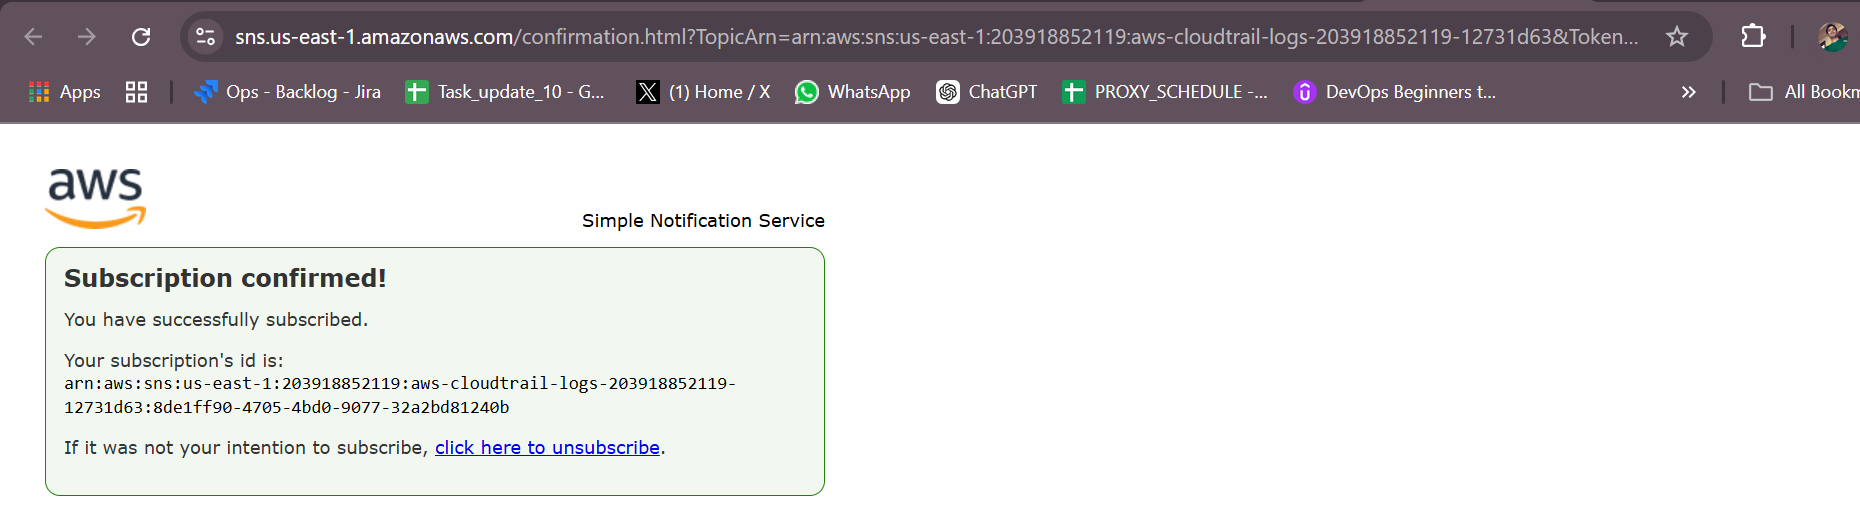 sns.us-east-1.amazonaws.com/confirmation.html?TopicArn=arn:aws:sns:us-east-1:203918852119:aws-cloudtrail-logs-203918852119-12731d63&Token...
Apps Ops - Backlog - Jira Task_update_10 - G... (1) Home / X WhatsApp ChatGPT PROXY_SCHEDULE -... DevOps Beginners t... » All Bookm
aws
Simple Notification Service
Subscription confirmed!
You have successfully subscribed.
Your subscription's id is:
arn:aws:sns:us-east-1:203918852119:aws-cloudtrail-logs-203918852119-
12731d63:8de1ff90-4705-4bd0-9077-32a2bd81240b
If it was not your intention to subscribe, click here to unsubscribe.